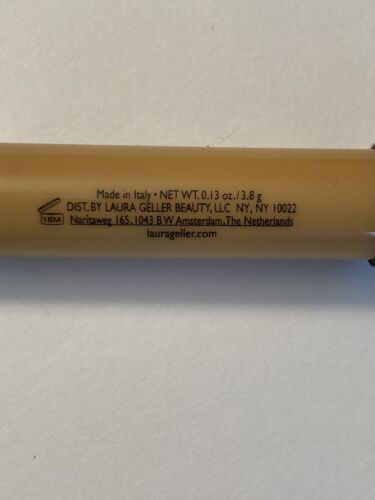 Made in Italy • NET WT. 0.13 oz./3.8 g
DIST. BY LAURA GELLER BEAUTY, LLC NY, NY 10022
18M Naritaweg 165, 1043 BW Amsterdam, The Netherlands
laurageller.com